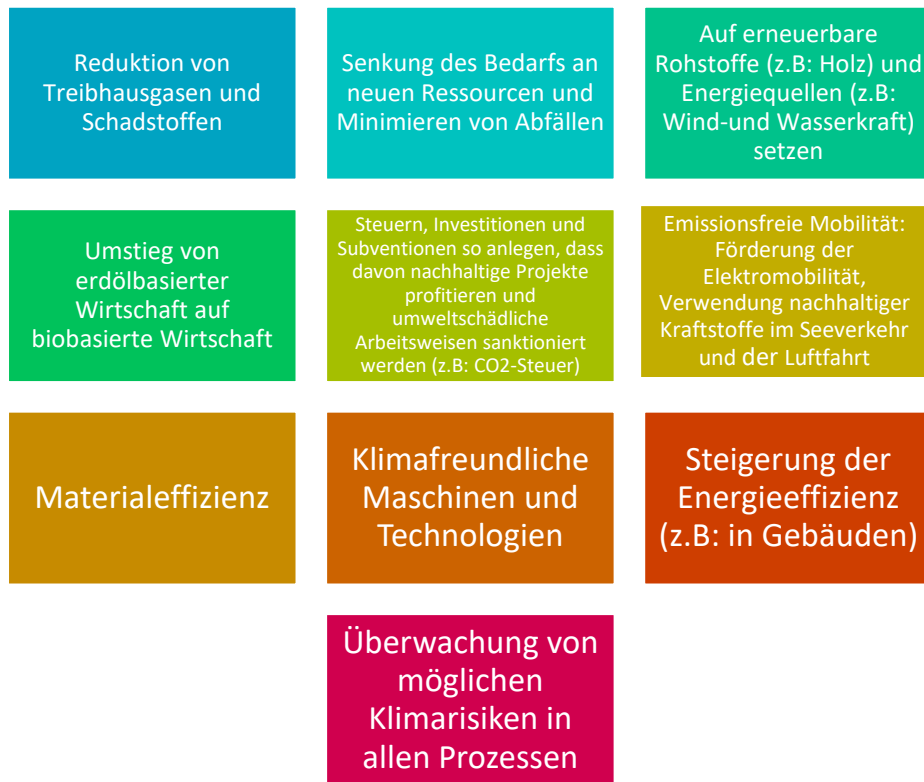 Reduktion von
Treibhausgasen und
Schadstoffen
Senkung des Bedarfs an
neuen Ressourcen und
Minimieren von Abfällen
Auf erneuerbare
Rohstoffe (z.B: Holz) und
Energiequellen (z.B:
Wind-und Wasserkraft)
setzen
Umstieg von
erdölbasierter
Wirtschaft auf
biobasierte Wirtschaft
Steuern, Investitionen und
Subventionen so anlegen, dass
davon nachhaltige Projekte
profitieren und
umweltschädliche
Arbeitsweisen sanktioniert
werden (z.B: CO2-Steuer)
Emissionsfreie Mobilität:
Förderung der
Elektromobilität,
Verwendung nachhaltiger
Kraftstoffe im Seeverkehr
und der Luftfahrt
Materialeffizienz
Klimafreundliche
Maschinen und
Technologien
Steigerung der
Energieeffizienz
(z.B: in Gebäuden)
Überwachung von
möglichen
Klimarisiken in
allen Prozessen